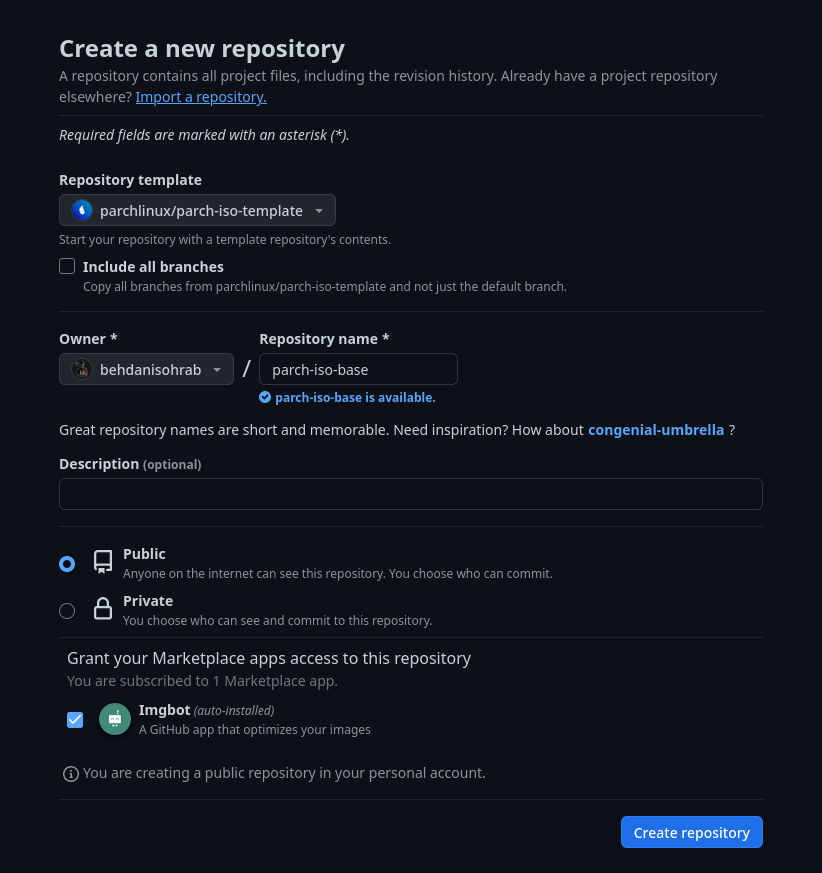 Create a new repository
A repository contains all project files, including the revision history. Already have a project repository
elsewhere? Import a repository.
Required fields are marked with an asterisk (*).
Repository template
parchlinux/parch-iso-template
Start your repository with a template repository's contents.
Include all branches
Copy all branches from parchlinux/parch-iso-template and not just the default branch.
Owner * Repository name *
behdanisohrab / parch-iso-base
parch-iso-base is available.
Great repository names are short and memorable. Need inspiration? How about congenial-umbrella ?
Description (optional)
Public
Anyone on the internet can see this repository. You choose who can commit.
Private
You choose who can see and commit to this repository.
Grant your Marketplace apps access to this repository
You are subscribed to 1 Marketplace app.
Imgbot (auto-installed)
A GitHub app that optimizes your images
You are creating a public repository in your personal account.
Create repository